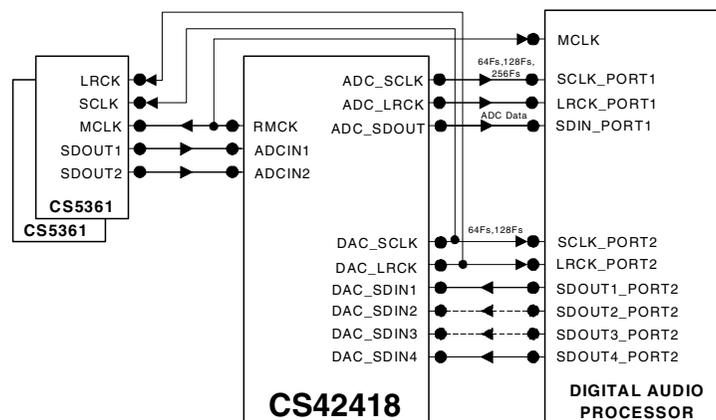 LRCK
SCLK
MCLK
SDOUT1
SDOUT2
CS5361
CS5361
RMCK
ADCIN1
ADCIN2
ADC_SCLK
ADC_LRCK
ADC_SDOUT
DAC_SCLK
DAC_LRCK
DAC_SDIN1
DAC_SDIN2
DAC_SDIN3
DAC_SDIN4
CS42418
64Fs,128Fs,
256Fs
ADC Data
64Fs,128Fs
MCLK
SCLK_PORT1
LRCK_PORT1
SDIN_PORT1
SCLK_PORT2
LRCK_PORT2
SDOUT1_PORT2
SDOUT2_PORT2
SDOUT3_PORT2
SDOUT4_PORT2
DIGITAL AUDIO
PROCESSOR